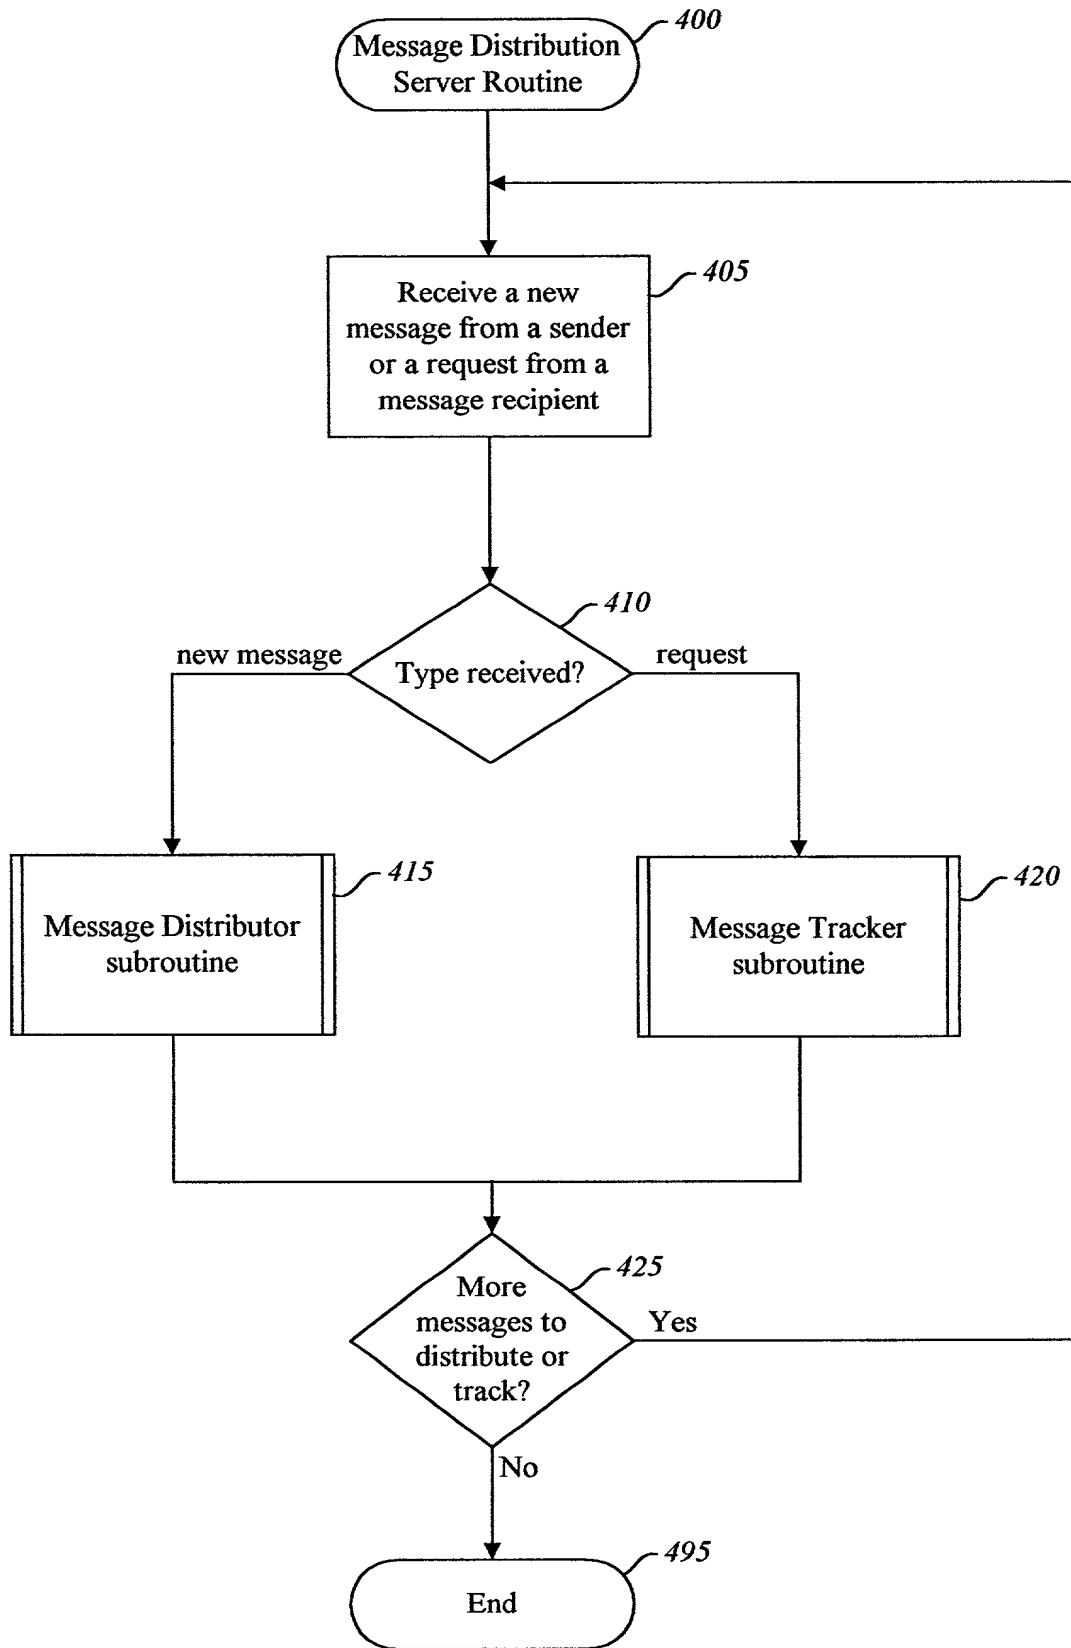 400
Message Distribution
Server Routine
405
Receive a new
message from a sender
or a request from a
message recipient
410
new message
Type received?
request
415
Message Distributor
subroutine
420
Message Tracker
subroutine
425
More
messages to
distribute or
track?
Yes
No
495
End